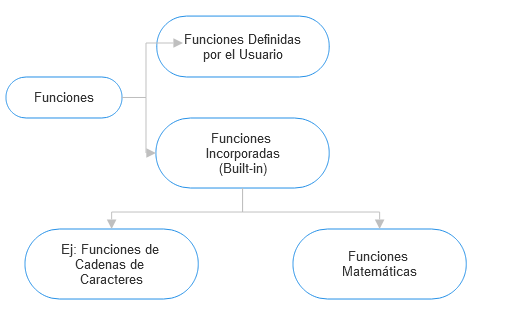 Funciones Definidas
por el Usuario
Funciones
Funciones
Incorporadas
(Built-in)
Ej: Funciones de
Cadenas de
Caracteres
Funciones
Matemáticas